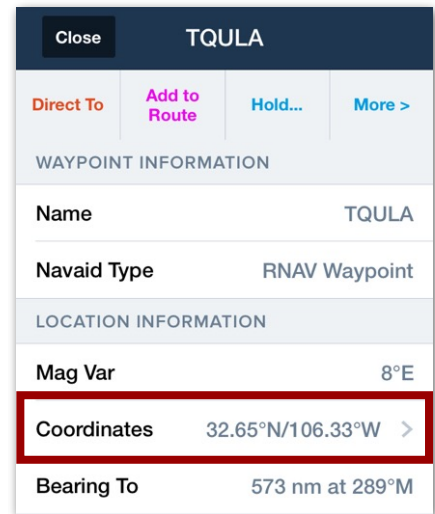 Close TQULA
Direct To Add to Route Hold... More >
WAYPOINT INFORMATION
Name TQULA
Navaid Type RNAV Waypoint
LOCATION INFORMATION
Mag Var 8°E
Coordinates 32.65°N/106.33°W >
Bearing To 573 nm at 289°M